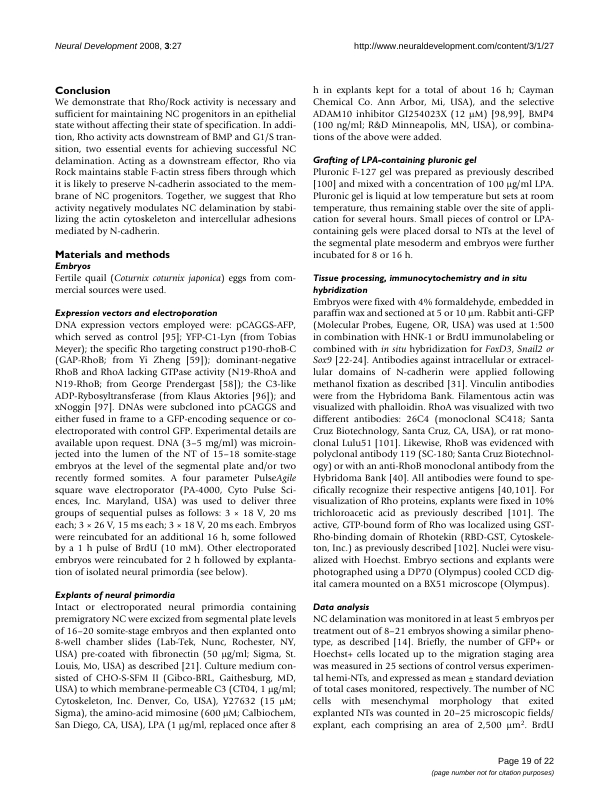 Neural Development 2008, 3:27
http://www.neuraldevelopment.com/content/3/1/27
Conclusion
We demonstrate that Rho/Rock activity is necessary and
sufficient for maintaining NC progenitors in an epithelial
state without affecting their state of specification. In addi-
tion, Rho activity acts downstream of BMP and G1/S tran-
sition, two essential events for achieving successful NC
delamination. Acting as a downstream effector, Rho via
Rock maintains stable F-actin stress fibers through which
it is likely to preserve N-cadherin associated to the mem-
brane of NC progenitors. Together, we suggest that Rho
activity negatively modulates NC delamination by stabi-
lizing the actin cytoskeleton and intercellular adhesions
mediated by N-cadherin.
Materials and methods
Embryos
Fertile quail (Coturnix coturnix japonica) eggs from com-
mercial sources were used.
Expression vectors and electroporation
DNA expression vectors employed were: pCAGGS-AFP,
which served as control [95]; YFP-C1-Lyn (from Tobias
Meyer); the specific Rho targeting construct p190-rhoB-C
(GAP-RhoB; from Yi Zheng [59]); dominant-negative
RhoB and RhoA lacking GTPase activity (N19-RhoA and
N19-RhoB; from George Prendergast [58]); the C3-like
ADP-Rybosyltransferase (from Klaus Aktories [96]); and
xNoggin [97]. DNAs were subcloned into pCAGGS and
either fused in frame to a GFP-encoding sequence or co-
electroporated with control GFP. Experimental details are
available upon request. DNA (3–5 mg/ml) was microin-
jected into the lumen of the NT of 15–18 somite-stage
embryos at the level of the segmental plate and/or two
recently formed somites. A four parameter PulseAgile
square wave electroporator (PA-4000, Cyto Pulse Sci-
ences, Inc. Maryland, USA) was used to deliver three
groups of sequential pulses as follows: 3 × 18 V, 20 ms
each; 3 × 26 V, 15 ms each; 3 × 18 V, 20 ms each. Embryos
were reincubated for an additional 16 h, some followed
by a 1 h pulse of BrdU (10 mM). Other electroporated
embryos were reincubated for 2 h followed by explanta-
tion of isolated neural primordia (see below).
Explants of neural primordia
Intact or electroporated neural primordia containing
premigratory NC were excized from segmental plate levels
of 16–20 somite-stage embryos and then explanted onto
8-well chamber slides (Lab-Tek, Nunc, Rochester, NY,
USA) pre-coated with fibronectin (50 μg/ml; Sigma, St.
Louis, Mo, USA) as described [21]. Culture medium con-
sisted of CHO-S-SFM II (Gibco-BRL, Gaithesburg, MD,
USA) to which membrane-permeable C3 (CT04, 1 μg/ml;
Cytoskeleton, Inc. Denver, Co, USA), Y27632 (15 μM;
Sigma), the amino-acid mimosine (600 μM; Calbiochem,
San Diego, CA, USA), LPA (1 μg/ml, replaced once after 8
h in explants kept for a total of about 16 h; Cayman
Chemical Co. Ann Arbor, Mi, USA), and the selective
ADAM10 inhibitor GI254023X (12 μM) [98,99], BMP4
(100 ng/ml; R&D Minneapolis, MN, USA), or combina-
tions of the above were added.
Grafting of LPA-containing pluronic gel
Pluronic F-127 gel was prepared as previously described
[100] and mixed with a concentration of 100 μg/ml LPA.
Pluronic gel is liquid at low temperature but sets at room
temperature, thus remaining stable over the site of appli-
cation for several hours. Small pieces of control or LPA-
containing gels were placed dorsal to NTs at the level of
the segmental plate mesoderm and embryos were further
incubated for 8 or 16 h.
Tissue processing, immunocytochemistry and in situ
hybridization
Embryos were fixed with 4% formaldehyde, embedded in
paraffin wax and sectioned at 5 or 10 μm. Rabbit anti-GFP
(Molecular Probes, Eugene, OR, USA) was used at 1:500
in combination with HNK-1 or BrdU immunolabeling or
combined with in situ hybridization for FoxD3, Snail2 or
Sox9 [22-24]. Antibodies against intracellular or extracel-
lular domains of N-cadherin were applied following
methanol fixation as described [31]. Vinculin antibodies
were from the Hybridoma Bank. Filamentous actin was
visualized with phalloidin. RhoA was visualized with two
different antibodies: 26C4 (monoclonal SC418; Santa
Cruz Biotechnology, Santa Cruz, CA, USA), or rat mono-
clonal Lulu51 [101]. Likewise, RhoB was evidenced with
polyclonal antibody 119 (SC-180; Santa Cruz Biotechnol-
ogy) or with an anti-RhoB monoclonal antibody from the
Hybridoma Bank [40]. All antibodies were found to spe-
cifically recognize their respective antigens [40,101]. For
visualization of Rho proteins, explants were fixed in 10%
trichloroacetic acid as previously described [101]. The
active, GTP-bound form of Rho was localized using GST-
Rho-binding domain of Rhotekin (RBD-GST, Cytoskele-
ton, Inc.) as previously described [102]. Nuclei were visu-
alized with Hoechst. Embryo sections and explants were
photographed using a DP70 (Olympus) cooled CCD dig-
ital camera mounted on a BX51 microscope (Olympus).
Data analysis
NC delamination was monitored in at least 5 embryos per
treatment out of 8–21 embryos showing a similar pheno-
type, as described [14]. Briefly, the number of GFP+ or
Hoechst+ cells located up to the migration staging area
was measured in 25 sections of control versus experimen-
tal hemi-NTs, and expressed as mean ± standard deviation
of total cases monitored, respectively. The number of NC
cells with mesenchymal morphology that exited
explanted NTs was counted in 20–25 microscopic fields/
explant, each comprising an area of 2,500 μm². BrdU
Page 19 of 22
(page number not for citation purposes)